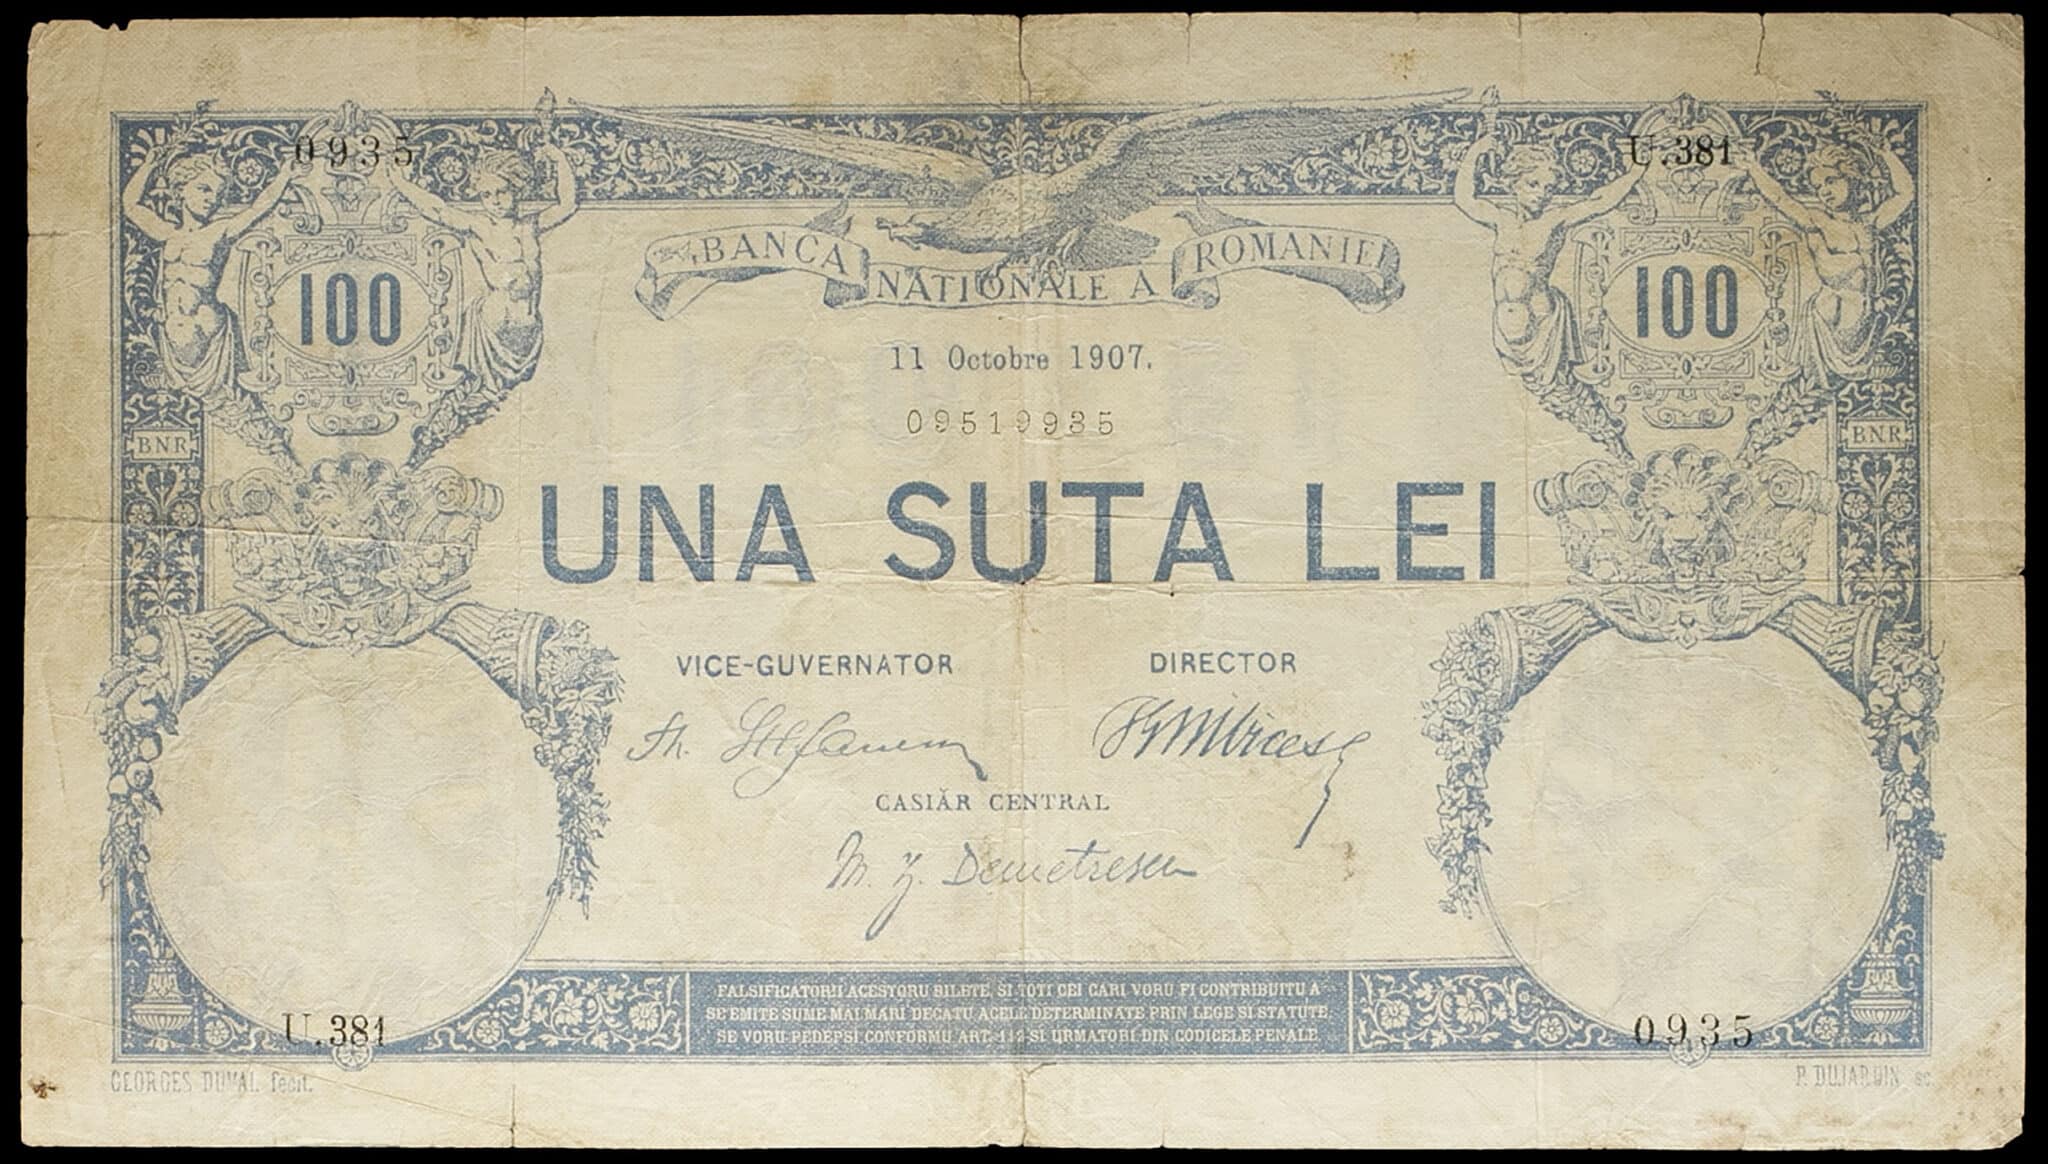 0935
U.381
BANCA NATIONALE A ROMANIEI
100
100
11 Octobre 1907.
09519935
BNR
BNR
UNA SUTA LEI
VICE-GUVERNATOR
DIRECTOR
Th. Stefanescu
CASIĂR CENTRAL
M. Demetrescu
FALSIFICATORII ACESTORU BILETE, SI TOTI CEI CARI VORU FI CONTRIBUITU A
SE EMITE SUME MAI MARI DECATU ACELE DETERMINATE PRIN LEGE SI STATUTE,
SE VORU PEDEPSI CONFORMU ART. 112 SI URMATORI DIN CODICELE PENALE.
U.381
0935
GEORGES DUVAL fecit.
P. DUJARDIN sc.